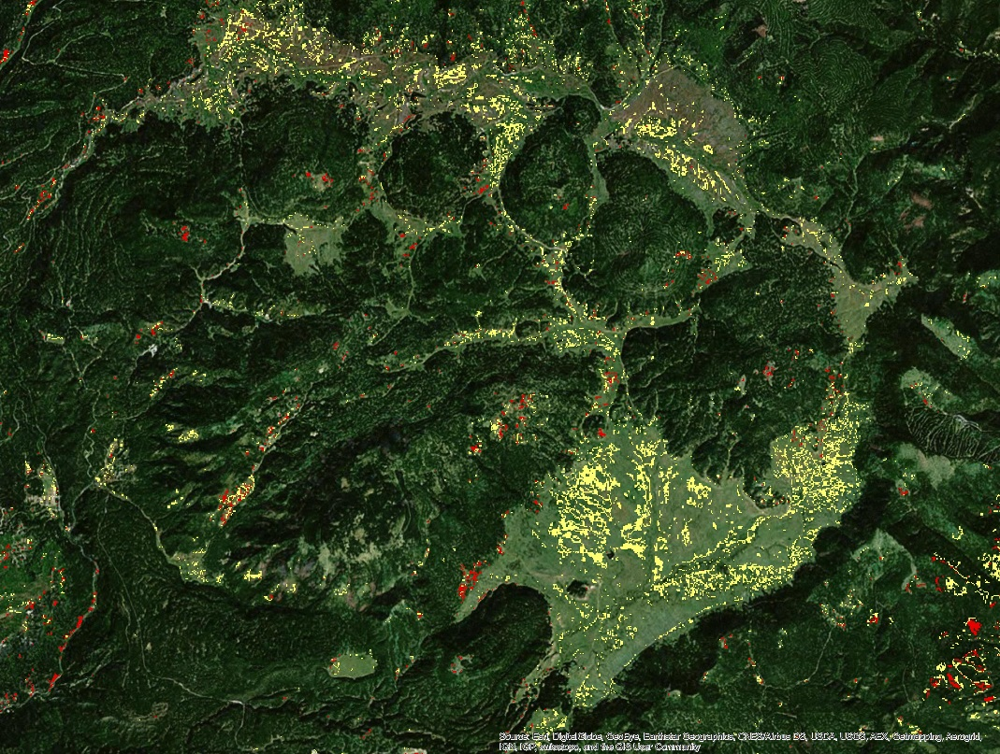 Source: Esri, DigitalGlobe, GeoEye, Earthstar Geographics, CNES/Airbus DS, USDA, USGS, AEX, Getmapping, Aerogrid,
IGN, IGP, swisstopo, and the GIS User Community